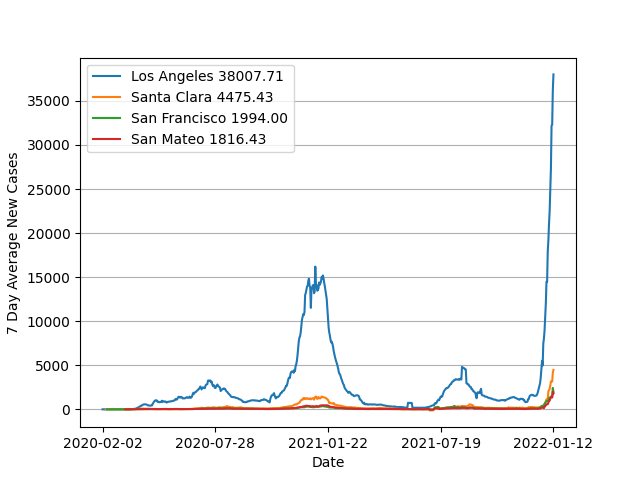 Los Angeles 38007.71
Santa Clara 4475.43
San Francisco 1994.00
San Mateo 1816.43
7 Day Average New Cases
35000
30000
25000
20000
15000
10000
5000
0
2020-02-02 2020-07-28 2021-01-22 2021-07-19 2022-01-12
Date